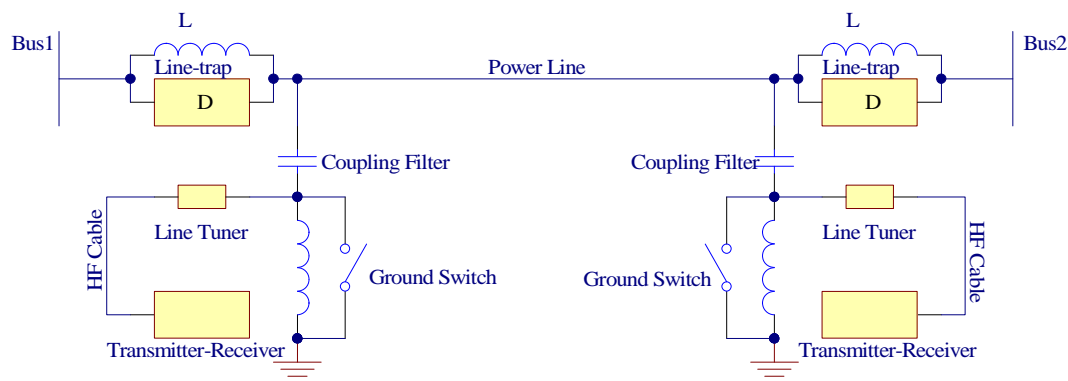 L
L
Bus1
Bus2
Line-trap
Power Line
Line-trap
D
D
Coupling Filter
Coupling Filter
HF Cable
Line Tuner
Line Tuner
HF Cable
Ground Switch
Ground Switch
Transmitter-Receiver
Transmitter-Receiver